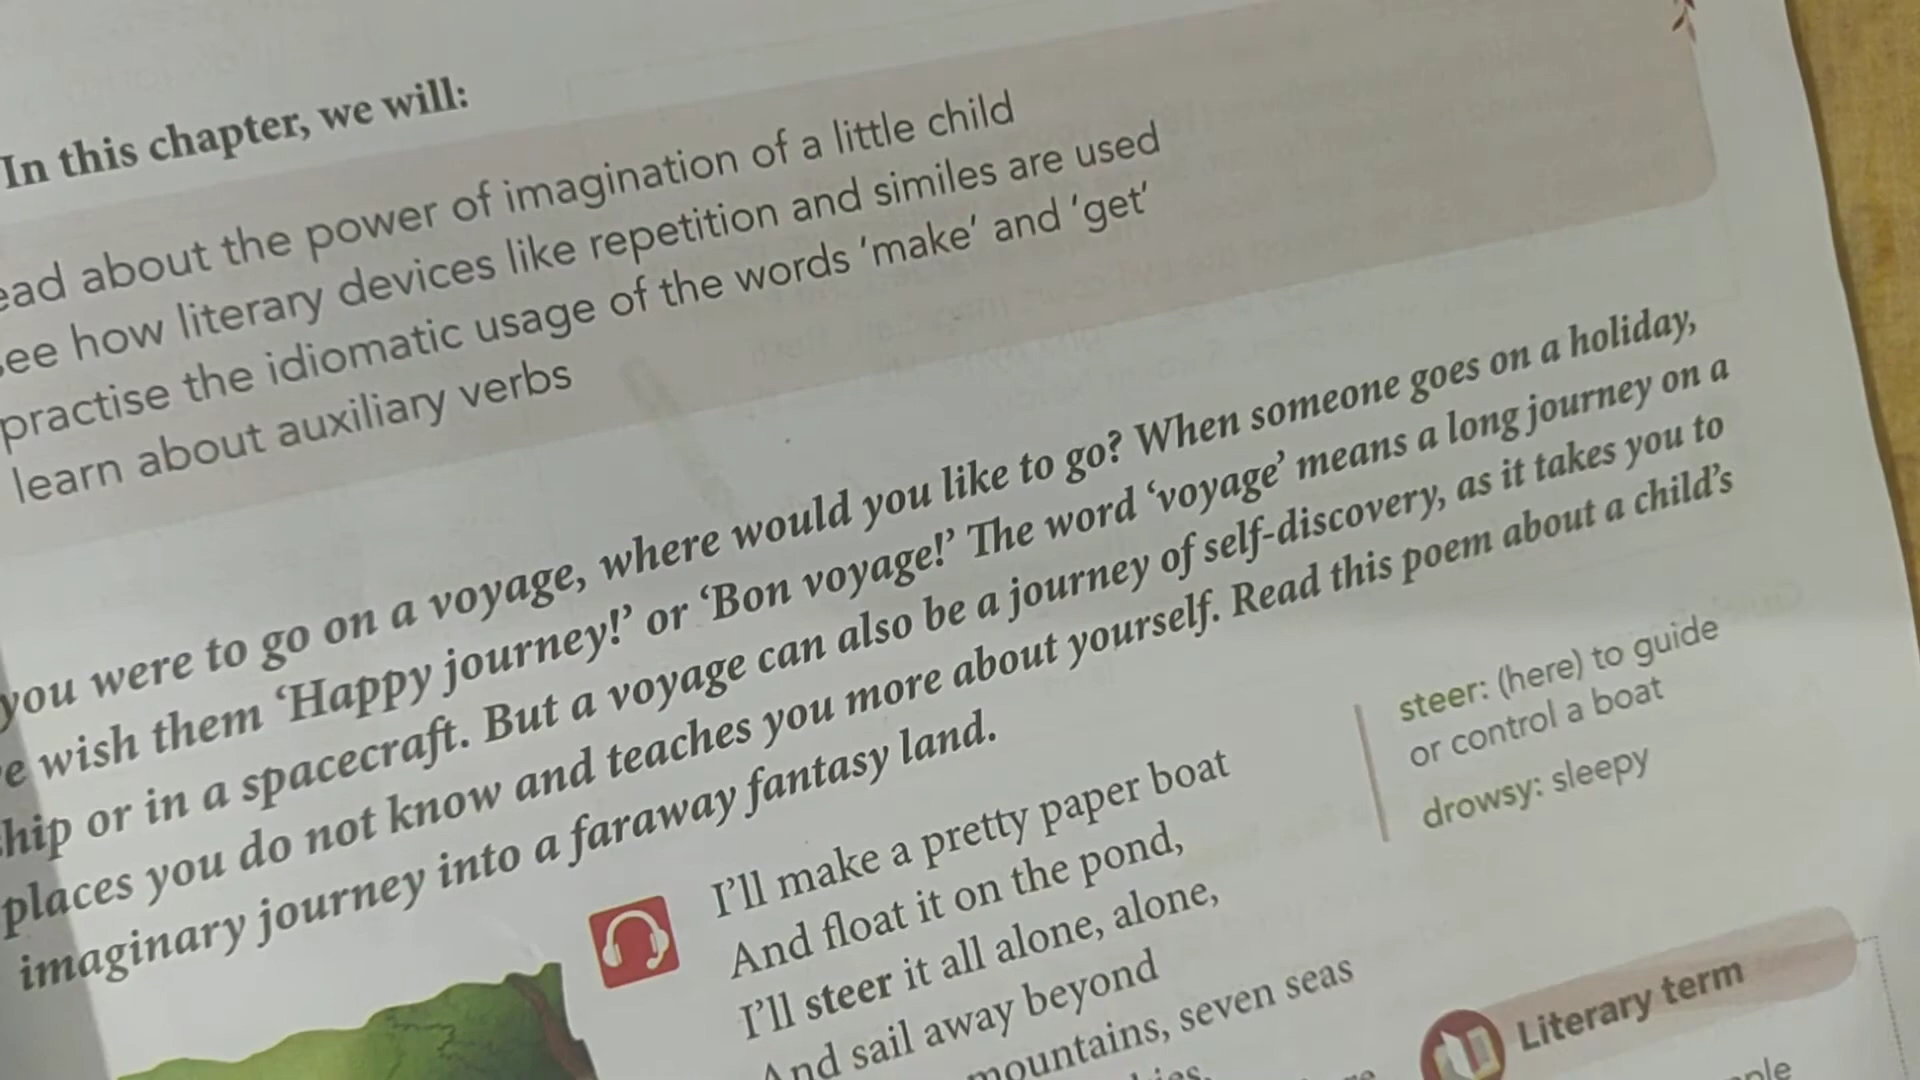 In this chapter, we will:
about the power of imagination of a little child
how literary devices like repetition and similes are used
practise the idiomatic usage of the words ‘make’ and ‘get’
learn about auxiliary verbs
you were to go on a voyage, where would you like to go? When someone goes on a holiday,
wish them ‘Happy journey!’ or ‘Bon voyage!’ The word ‘voyage’ means a long journey on a
or in a spacecraft. But a voyage can also be a journey of self-discovery, as it takes you to
places you do not know and teaches you more about yourself. Read this poem about a child’s
imaginary journey into a faraway fantasy land.
I’ll make a pretty paper boat
And float it on the pond,
I’ll steer it all alone, alone,
And sail away beyond
mountains, seven seas
steer: (here) to guide
or control a boat
drowsy: sleepy
Literary term